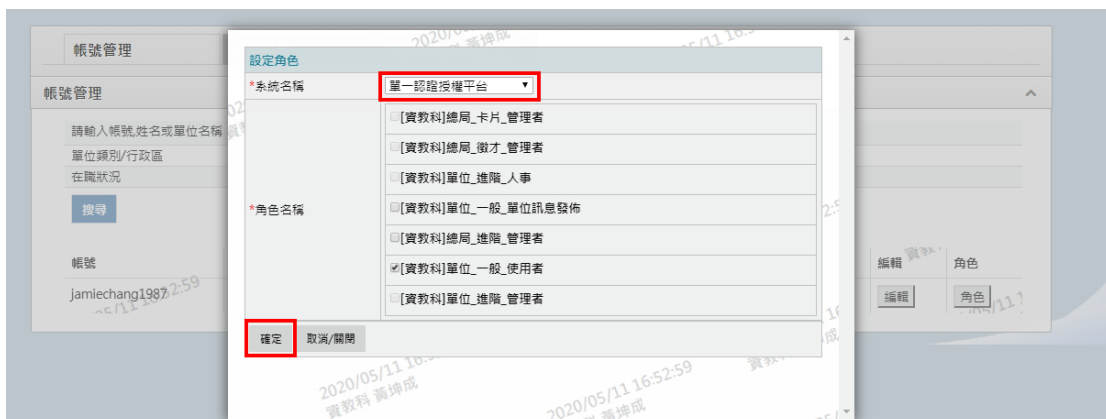 帳號管理
帳號管理
請輸入帳號,姓名或單位名稱
單位類別/行政區
在職狀況
搜尋
帳號
編輯
角色
jamiechang1987
編輯
角色
設定角色
*系統名稱
單一認證授權平台
*角色名稱
[資教科]總局_卡片_管理者
[資教科]總局_徵才_管理者
[資教科]單位_進階_人事
[資教科]單位_一般_單位訊息發佈
[資教科]總局_進階_管理者
[資教科]單位_一般_使用者
[資教科]單位_進階_管理者
確定
取消/關閉
2020/05/11 16:52:59
資教科 黃坤成
2020/05/11 16:52:59